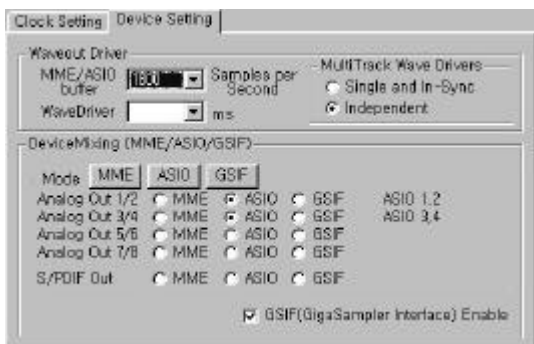 Clock Setting Device Setting
Waveout Driver
MME/ASIO buffer Samples per Second
WaveDriver ms
MultiTrack Wave Drivers
Single and In-Sync
Independent
DeviceMixing (MME/ASIO/GSIF)
Mode MME ASIO GSIF
Analog Out 1/2 MME ASIO GSIF ASIO 1,2
Analog Out 3/4 MME ASIO GSIF ASIO 3,4
Analog Out 5/6 MME ASIO GSIF
Analog Out 7/8 MME ASIO GSIF
S/PDIF Out MME ASIO GSIF
GSIF(GigaSampler Interface) Enable